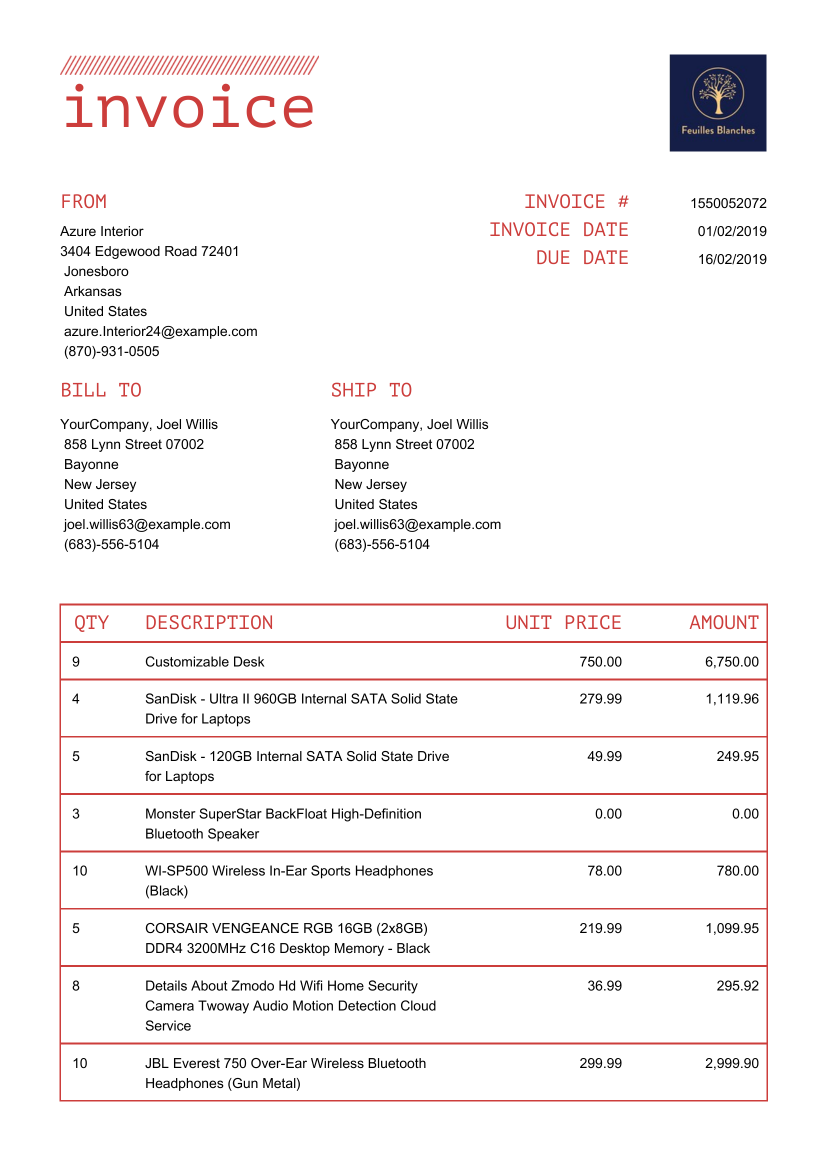 invoice
Feuilles Blanches
FROM
Azure Interior
3404 Edgewood Road 72401
Jonesboro
Arkansas
United States
azure.Interior24@example.com
(870)-931-0505
INVOICE # 1550052072
INVOICE DATE 01/02/2019
DUE DATE 16/02/2019
BILL TO
YourCompany, Joel Willis
858 Lynn Street 07002
Bayonne
New Jersey
United States
joel.willis63@example.com
(683)-556-5104
SHIP TO
YourCompany, Joel Willis
858 Lynn Street 07002
Bayonne
New Jersey
United States
joel.willis63@example.com
(683)-556-5104
QTY DESCRIPTION UNIT PRICE AMOUNT
9 Customizable Desk 750.00 6,750.00
4 SanDisk - Ultra II 960GB Internal SATA Solid State 279.99 1,119.96
Drive for Laptops
5 SanDisk - 120GB Internal SATA Solid State Drive 49.99 249.95
for Laptops
3 Monster SuperStar BackFloat High-Definition 0.00 0.00
Bluetooth Speaker
10 WI-SP500 Wireless In-Ear Sports Headphones 78.00 780.00
(Black)
5 CORSAIR VENGEANCE RGB 16GB (2x8GB) 219.99 1,099.95
DDR4 3200MHz C16 Desktop Memory - Black
8 Details About Zmodo Hd Wifi Home Security 36.99 295.92
Camera Twoway Audio Motion Detection Cloud
Service
10 JBL Everest 750 Over-Ear Wireless Bluetooth 299.99 2,999.90
Headphones (Gun Metal)